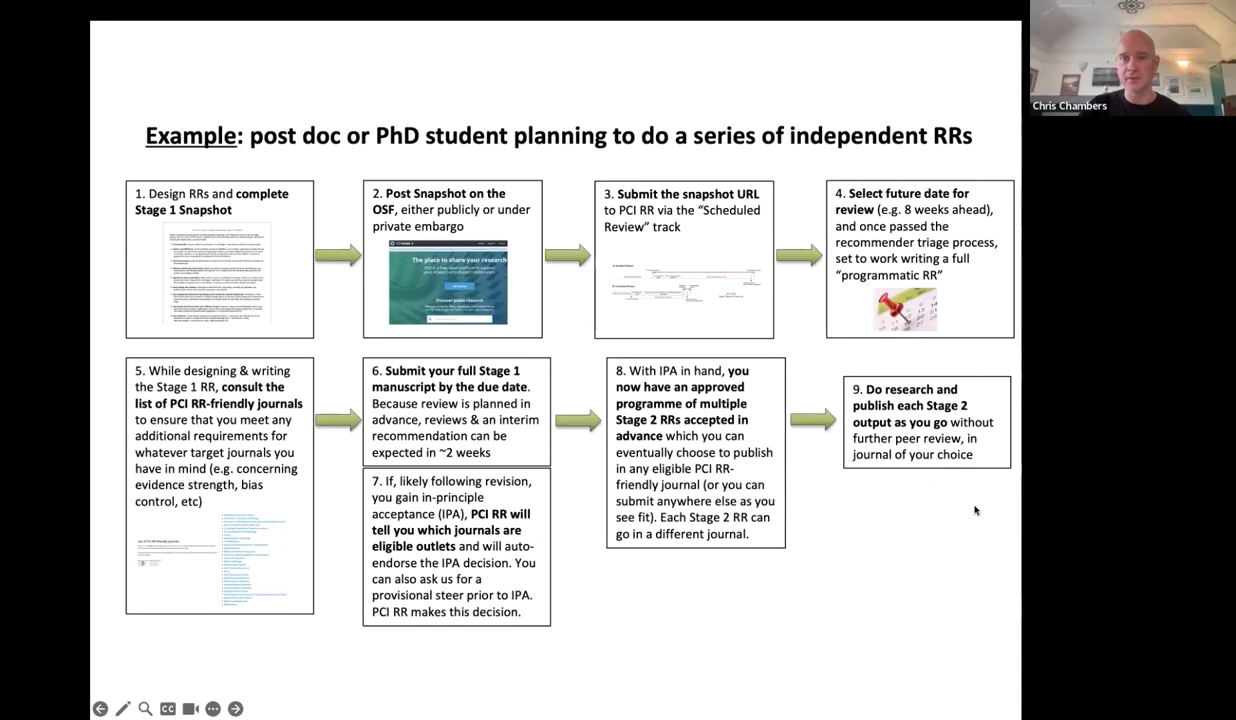 Example: post doc or PhD student planning to do a series of independent RRs
1. Design RRs and complete
Stage 1 Snapshot
2. Post Snapshot on the
OSF, either publicly or under
private embargo
The place to share your research
3. Submit the snapshot URL
to PCI RR via the “Scheduled
Review” track
4. Select future date for
review (e.g. 8 weeks ahead),
and once passed the
recommender triage process,
set to work writing a full
“programmatic RR”
5. While designing & writing
the Stage 1 RR, consult the
list of PCI RR-friendly journals
to ensure that you meet any
additional requirements for
whatever target journals you
have in mind (e.g. concerning
evidence strength, bias
control, etc)
6. Submit your full Stage 1
manuscript by the due date.
Because review is planned in
advance, reviews & an interim
recommendation can be
expected in ~2 weeks
7. If, likely following revision,
you gain in-principle
acceptance (IPA), PCI RR will
tell you which journals are
eligible outlets and will auto-
endorse the IPA decision. You
can also ask us for a
provisional steer prior to IPA.
PCI RR makes this decision.
8. With IPA in hand, you
now have an approved
programme of multiple
Stage 2 RRs accepted in
advance which you can
eventually choose to publish
in any eligible PCI RR-
friendly journal (or you can
submit anywhere else as you
see fit). Each Stage 2 RR can
go in a different journal.
9. Do research and
publish each Stage 2
output as you go without
further peer review, in
journal of your choice
Chris Chambers
CC